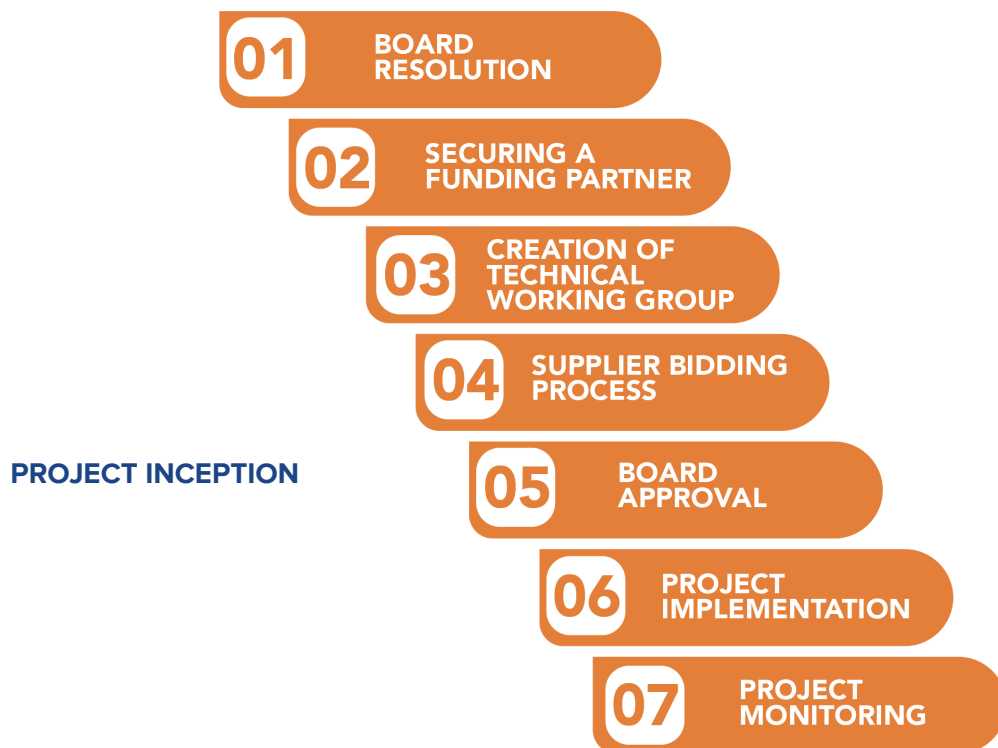 01
BOARD
RESOLUTION
02
SECURING A
FUNDING PARTNER
03
CREATION OF
TECHNICAL
WORKING GROUP
04
SUPPLIER BIDDING
PROCESS
PROJECT INCEPTION
05
BOARD
APPROVAL
06
PROJECT
IMPLEMENTATION
07
PROJECT
MONITORING